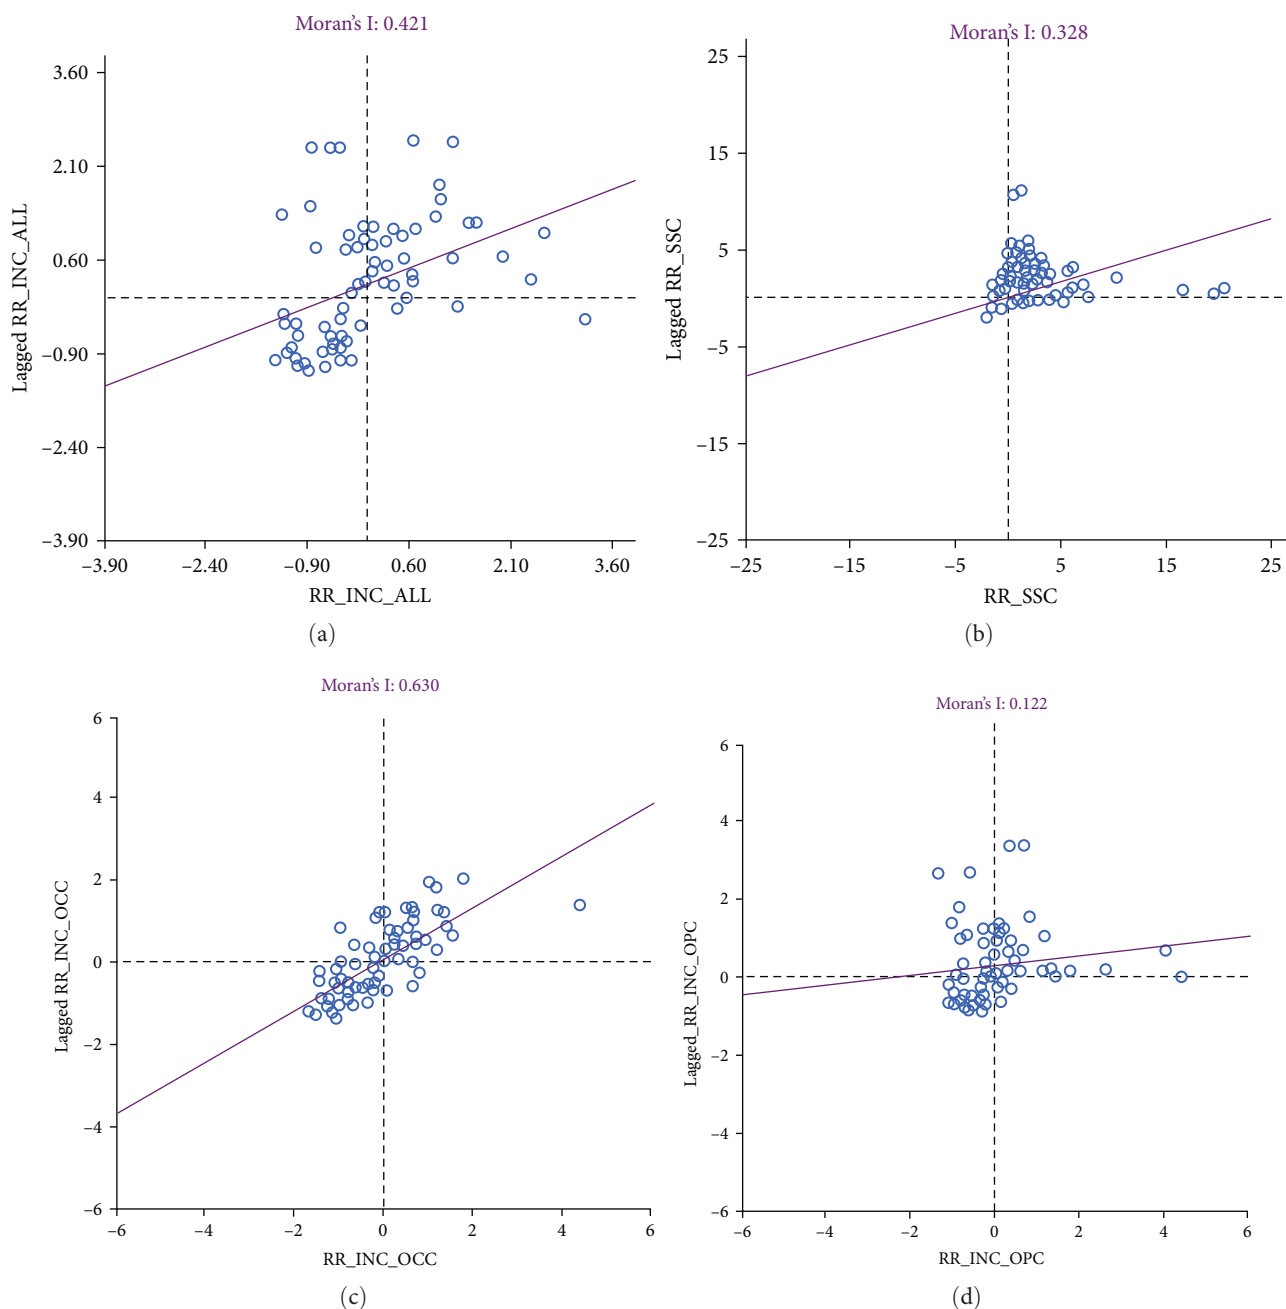 Moran's I: 0.421
3.60
2.10
0.60
−0.90
−2.40
−3.90
Lagged RR_INC_ALL
−3.90 −2.40 −0.90 0.60 2.10 3.60
RR_INC_ALL
(a)
Moran's I: 0.328
25
15
5
−5
−15
−25
Lagged RR_SSC
−25 −15 −5 5 15 25
RR_SSC
(b)
Moran's I: 0.630
6
4
2
0
−2
−4
−6
Lagged RR_INC_OCC
−6 −4 −2 0 2 4 6
RR_INC_OCC
(c)
Moran's I: 0.122
6
4
2
0
−2
−4
−6
Lagged_RR_INC_OPC
−6 −4 −2 0 2 4 6
RR_INC_OPC
(d)